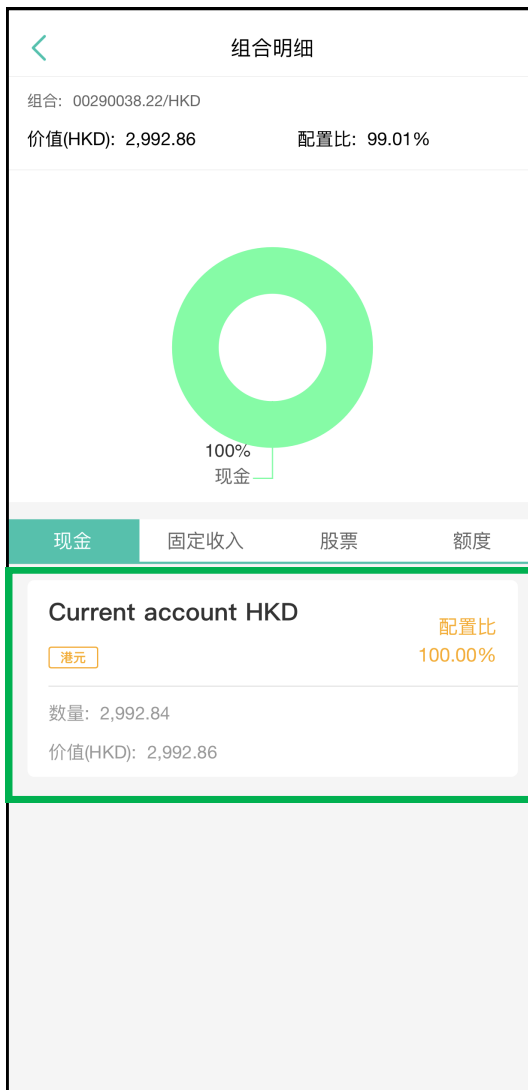 组合明细
组合: 00290038.22/HKD
价值(HKD): 2,992.86 配置比: 99.01%
100%
现金
现金 固定收入 股票 额度
Current account HKD
配置比
港元
100.00%
数量: 2,992.84
价值(HKD): 2,992.86